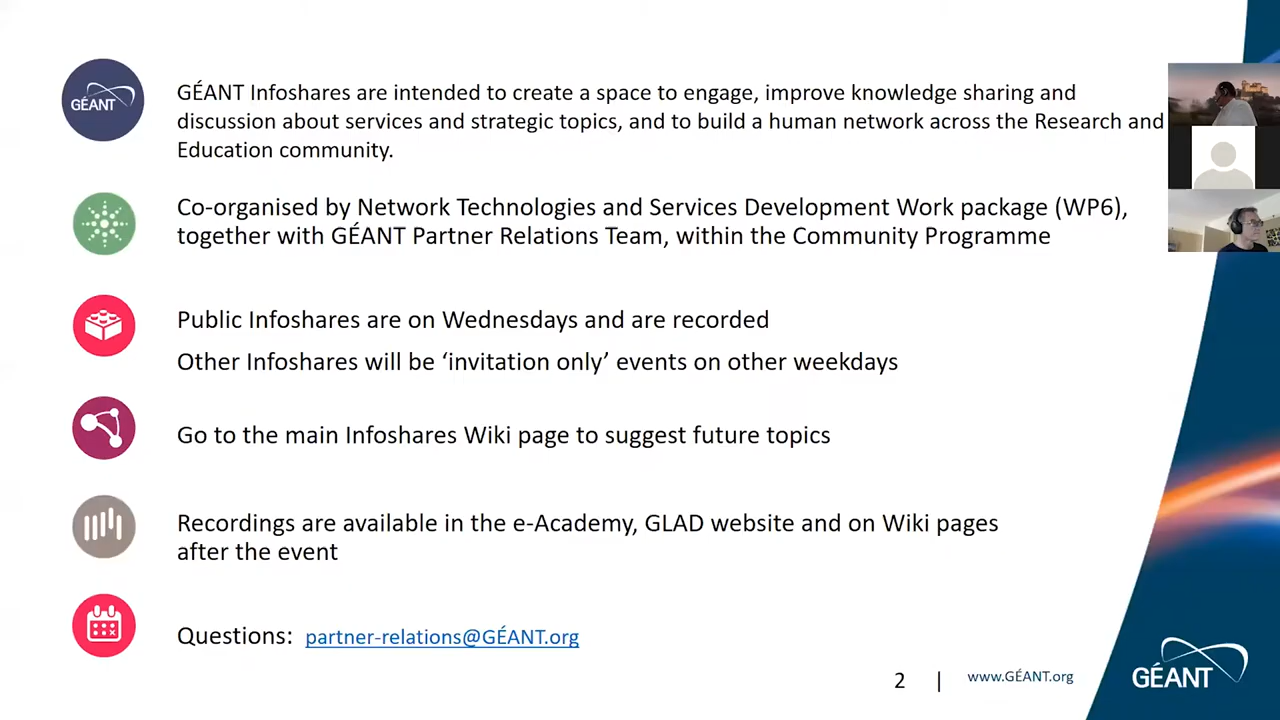 GÉANT
GÉANT Infoshares are intended to create a space to engage, improve knowledge sharing and
discussion about services and strategic topics, and to build a human network across the Research and
Education community.
Co-organised by Network Technologies and Services Development Work package (WP6),
together with GÉANT Partner Relations Team, within the Community Programme
Public Infoshares are on Wednesdays and are recorded
Other Infoshares will be ‘invitation only’ events on other weekdays
Go to the main Infoshares Wiki page to suggest future topics
Recordings are available in the e-Academy, GLAD website and on Wiki pages
after the event
Questions: partner-relations@GÉANT.org
2 | www.GÉANT.org
GÉANT